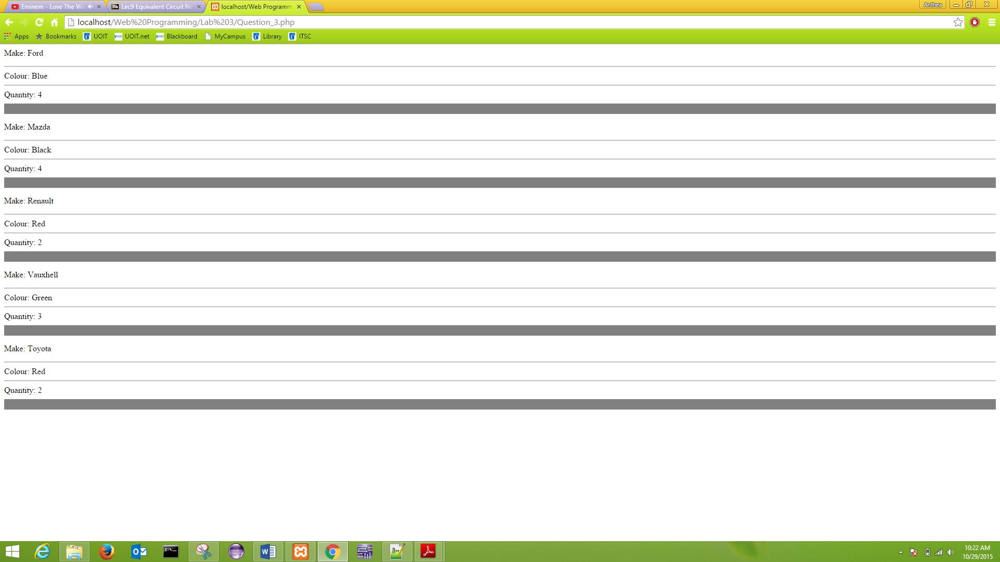 Eminem - Love The Wa
Lec9 Equivalent Circuit Ne
localhost/Web Programm
Anthea
localhost/Web%20Programming/Lab%203/Question_3.php
Apps Bookmarks UOIT UOIT.net Blackboard MyCampus Library ITSC
Make: Ford
Colour: Blue
Quantity: 4
Make: Mazda
Colour: Black
Quantity: 4
Make: Renault
Colour: Red
Quantity: 2
Make: Vauxhell
Colour: Green
Quantity: 3
Make: Toyota
Colour: Red
Quantity: 2
10:22 AM
10/29/2015